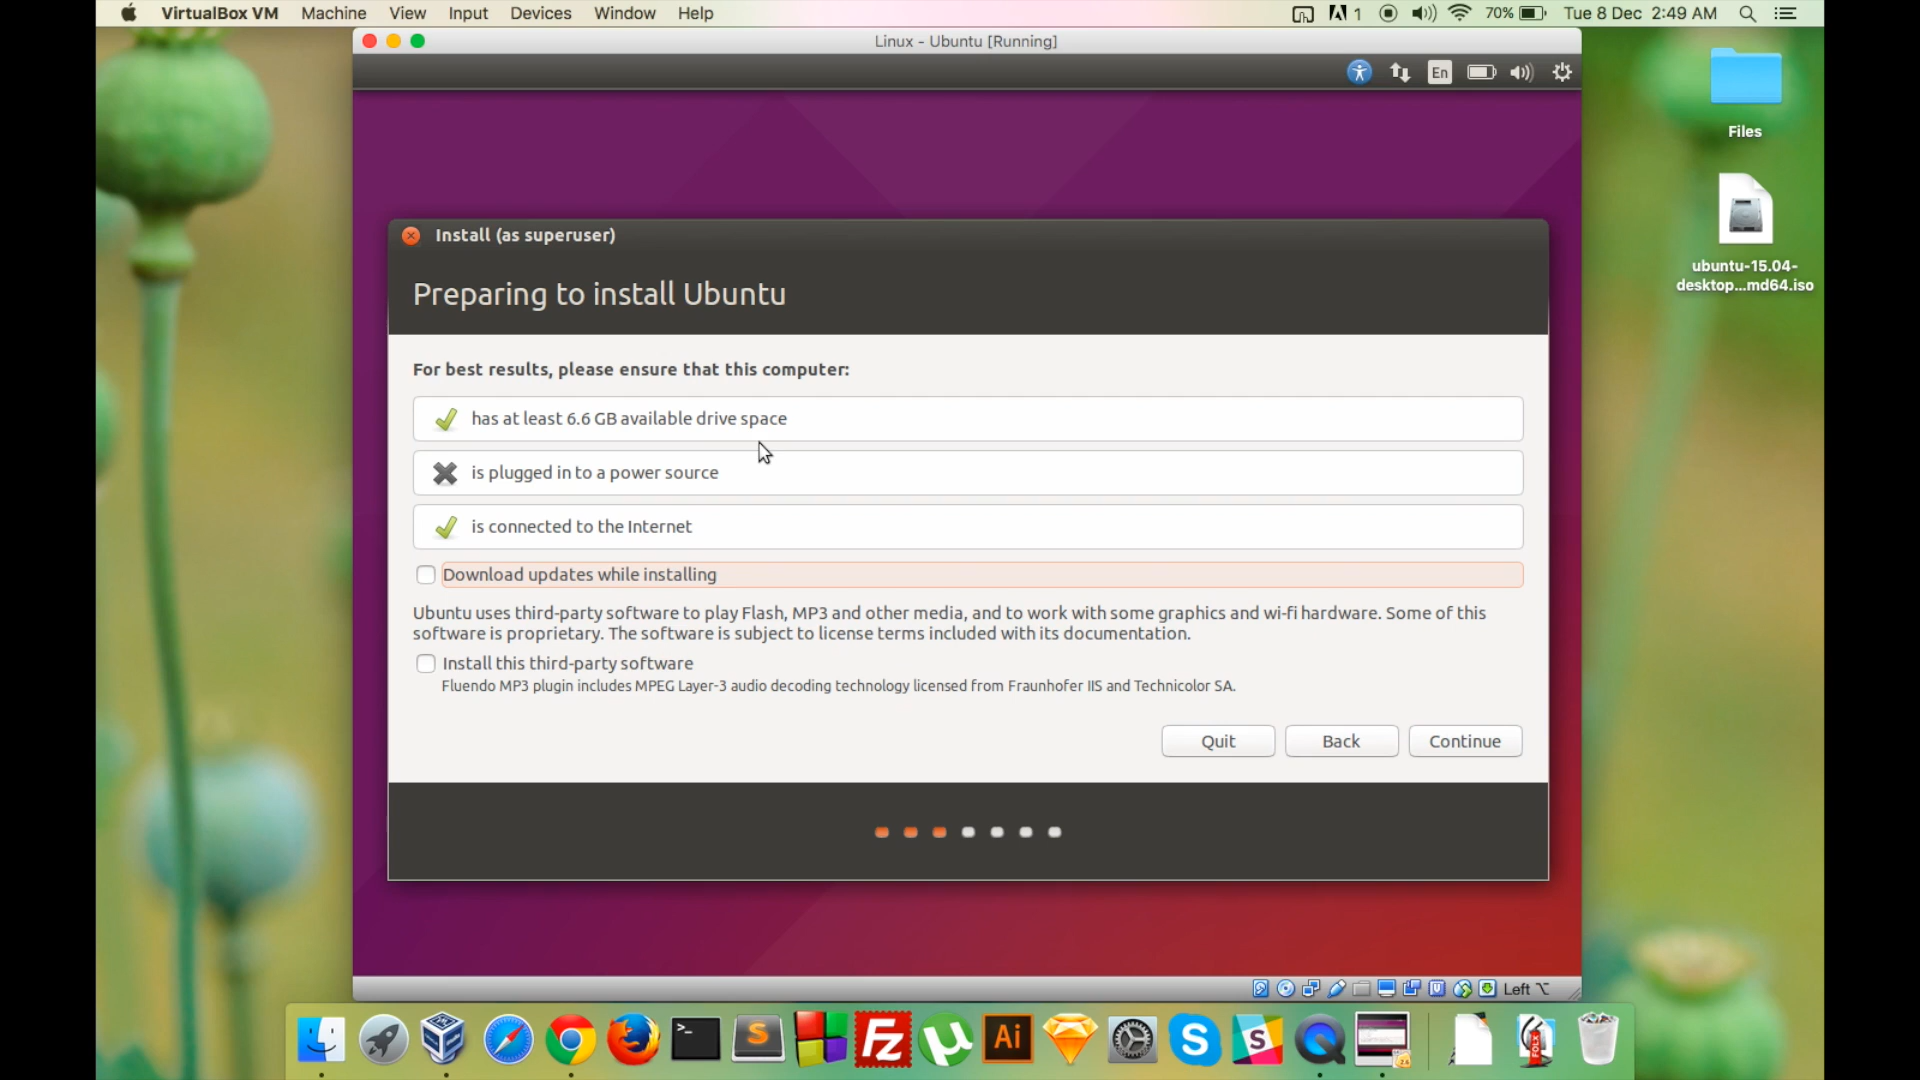 VirtualBox VM Machine View Input Devices Window Help
1 70% Tue 8 Dec 2:49 AM
Linux - Ubuntu [Running]
En
Files
ubuntu-15.04-
desktop...md64.iso
Install (as superuser)
Preparing to install Ubuntu
For best results, please ensure that this computer:
has at least 6.6 GB available drive space
is plugged in to a power source
is connected to the Internet
Download updates while installing
Ubuntu uses third-party software to play Flash, MP3 and other media, and to work with some graphics and wi-fi hardware. Some of this
software is proprietary. The software is subject to license terms included with its documentation.
Install this third-party software
Fluendo MP3 plugin includes MPEG Layer-3 audio decoding technology licensed from Fraunhofer IIS and Technicolor SA.
Quit Back Continue
Left ⌥
S Fz µ Ai S S FOLX